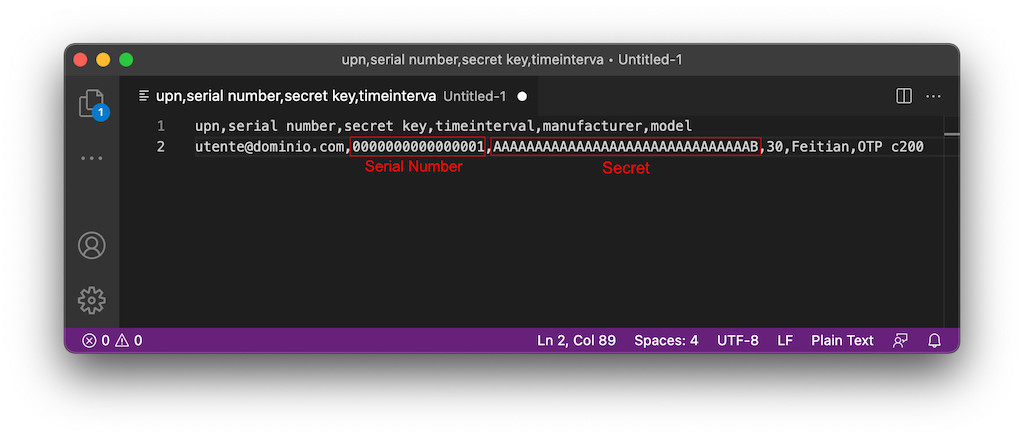 upn,serial number,secret key,timeinterva • Untitled-1
upn,serial number,secret key,timeinterva Untitled-1
1
1 upn,serial number,secret key,timeinterval,manufacturer,model
2 utente@dominio.com,0000000000000001,AAAAAAAAAAAAAAAAAAAAAAAAAAAAAAAB,30,Feitian,OTP c200
Serial Number Secret
0 0 Ln 2, Col 89 Spaces: 4 UTF-8 LF Plain Text